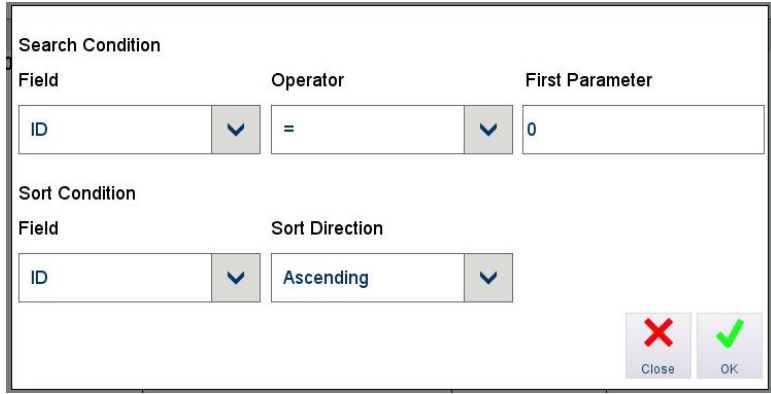 Search Condition
Field Operator First Parameter
ID = 0
Sort Condition
Field Sort Direction
ID Ascending
Close OK